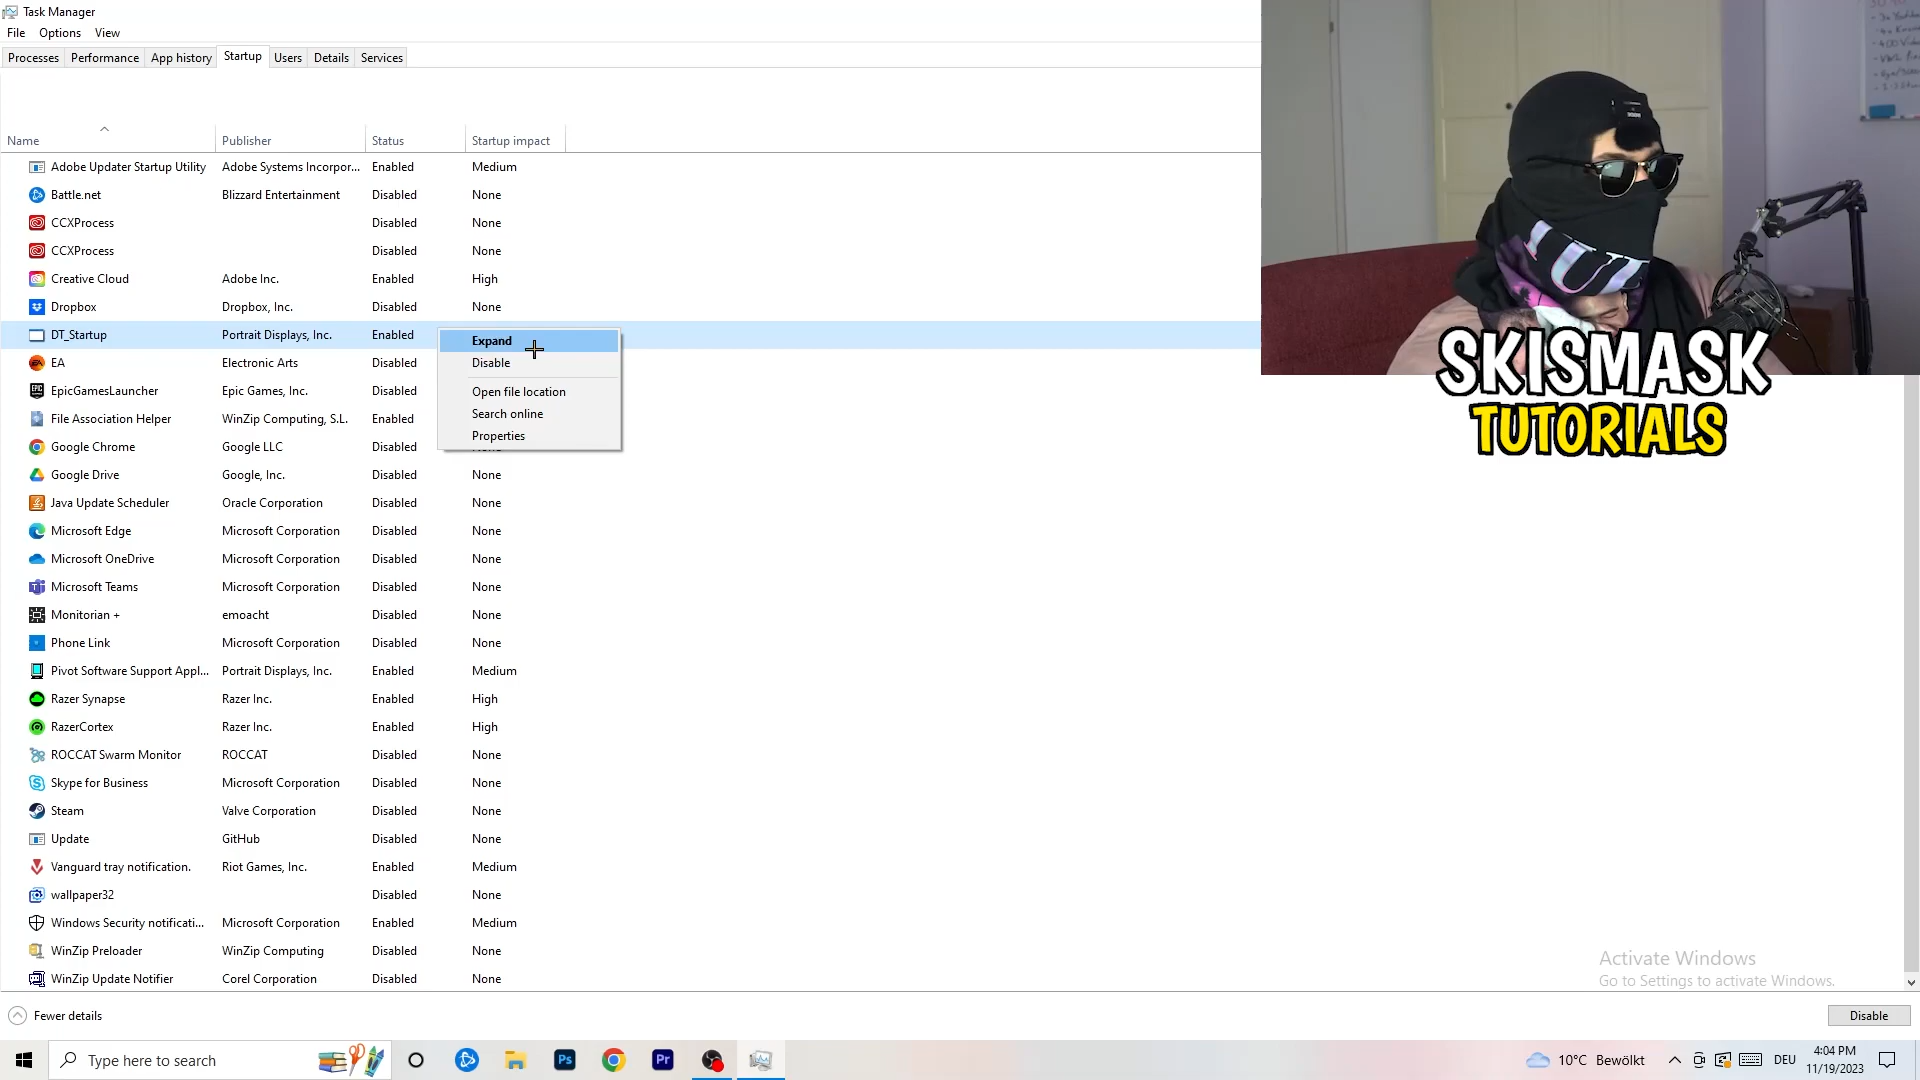 Task Manager
File Options View
Processes Performance App history Startup Users Details Services
Name Publisher Status Startup impact
Adobe Updater Startup Utility Adobe Systems Incorpor... Enabled Medium
Battle.net Blizzard Entertainment Disabled None
CCXProcess Disabled None
CCXProcess Disabled None
Creative Cloud Adobe Inc. Enabled High
Dropbox Dropbox, Inc. Disabled None
DT_Startup Portrait Displays, Inc. Enabled
EA Electronic Arts Disabled
EpicGamesLauncher Epic Games, Inc. Disabled
File Association Helper WinZip Computing, S.L. Enabled
Google Chrome Google LLC Disabled
Google Drive Google, Inc. Disabled None
Java Update Scheduler Oracle Corporation Disabled None
Microsoft Edge Microsoft Corporation Disabled None
Microsoft OneDrive Microsoft Corporation Disabled None
Microsoft Teams Microsoft Corporation Disabled None
Monitorian + emoacht Disabled None
Phone Link Microsoft Corporation Disabled None
Pivot Software Support Appl... Portrait Displays, Inc. Enabled Medium
Razer Synapse Razer Inc. Enabled High
RazerCortex Razer Inc. Enabled High
ROCCAT Swarm Monitor ROCCAT Disabled None
Skype for Business Microsoft Corporation Disabled None
Steam Valve Corporation Disabled None
Update GitHub Disabled None
Vanguard tray notification. Riot Games, Inc. Enabled Medium
wallpaper32 Disabled None
Windows Security notificati... Microsoft Corporation Enabled Medium
WinZip Preloader WinZip Computing Disabled None
WinZip Update Notifier Corel Corporation Disabled None
Expand
Disable
Open file location
Search online
Properties
SKISMASK
TUTORIALS
Activate Windows
Go to Settings to activate Windows.
Fewer details
Disable
Type here to search
Ps
Pr
10°C Bewölkt
DEU
4:04 PM
11/19/2023